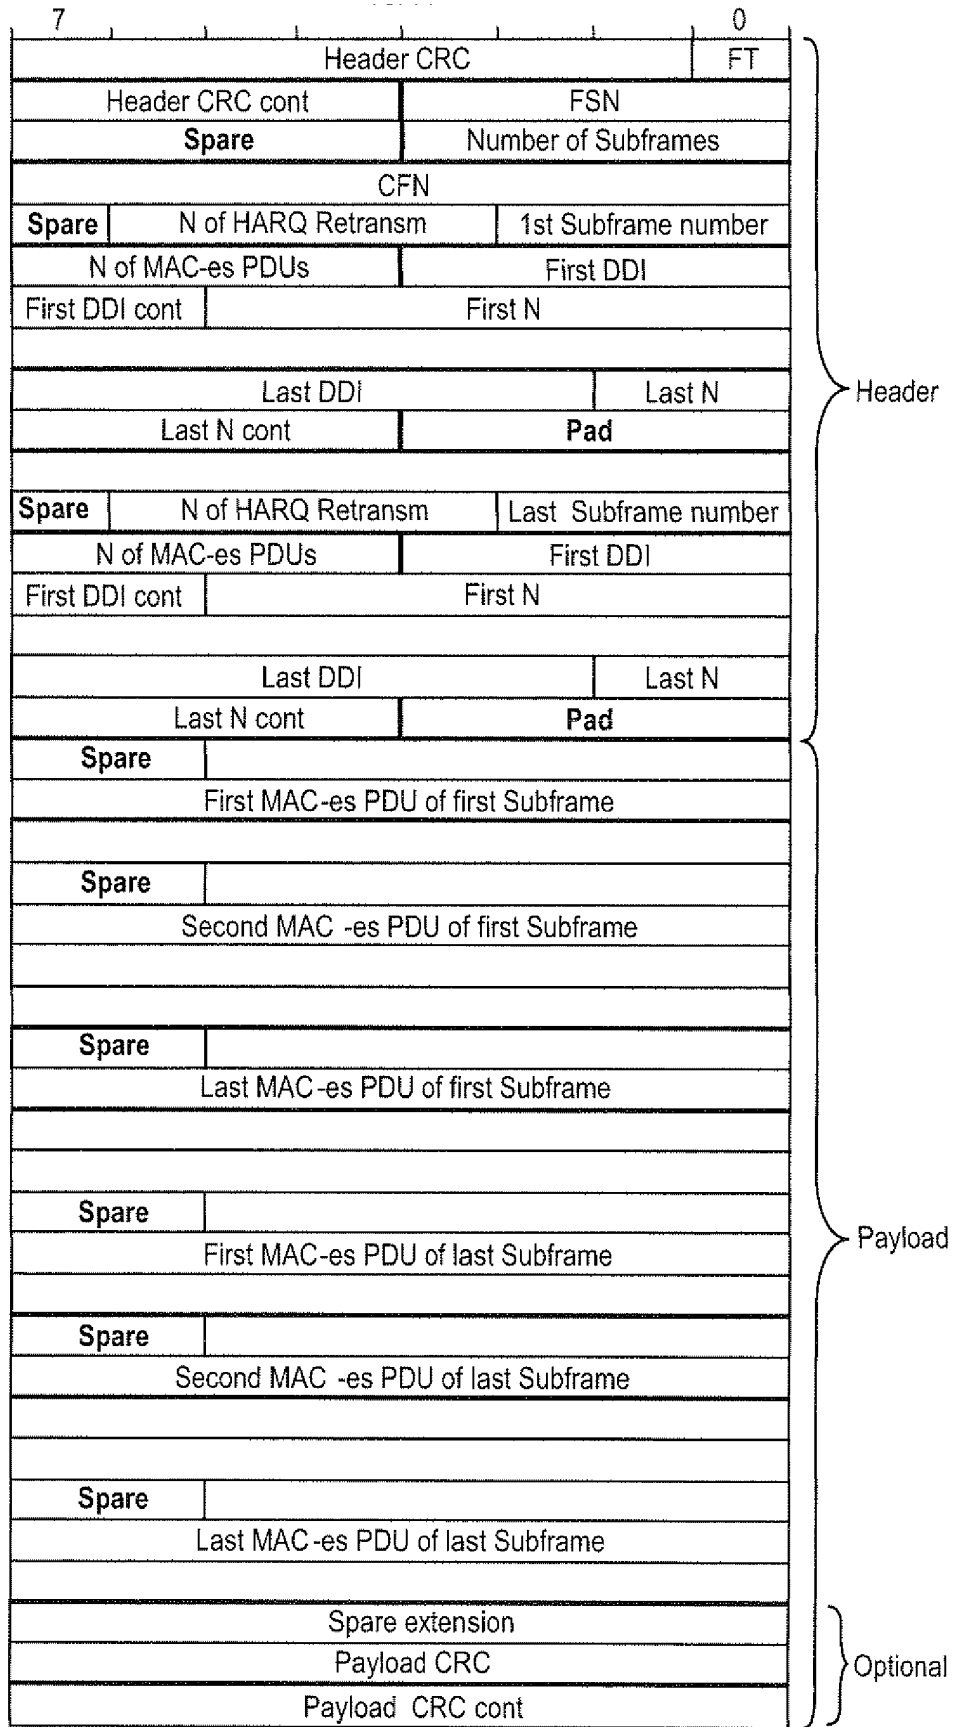 7 0
Header CRC FT
Header CRC cont FSN
Spare Number of Subframes
CFN
Spare N of HARQ Retransm 1st Subframe number
N of MAC-es PDUs First DDI
First DDI cont First N
Last DDI Last N
Header
Last N cont Pad
Spare N of HARQ Retransm Last Subframe number
N of MAC-es PDUs First DDI
First DDI cont First N
Last DDI Last N
Last N cont Pad
Spare
First MAC-es PDU of first Subframe
Spare
Second MAC -es PDU of first Subframe
Spare
Last MAC-es PDU of first Subframe
Spare
Payload
First MAC-es PDU of last Subframe
Spare
Second MAC -es PDU of last Subframe
Spare
Last MAC-es PDU of last Subframe
Spare extension
Payload CRC
Optional
Payload CRC cont